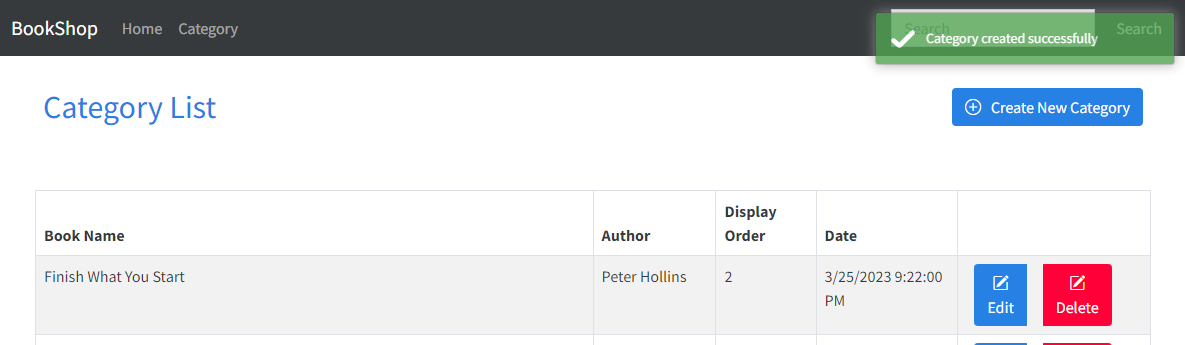 BookShop Home Category Search Search
Category created successfully
Category List
Create New Category
Book Name Author Display Order Date
Finish What You Start Peter Hollins 2 3/25/2023 9:22:00 PM
Edit Delete